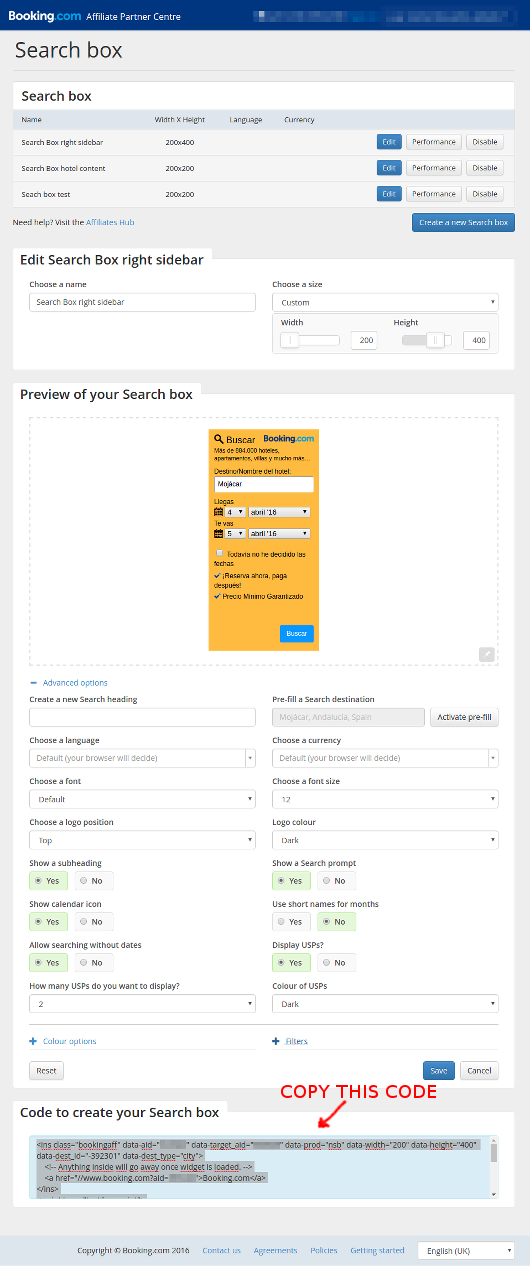 Booking.com Affiliate Partner Centre
Search box
Search box
Name Width X Height Language Currency
Search Box right sidebar 200x400 Edit Performance Disable
Search Box hotel content 200x200 Edit Performance Disable
Seach box test 200x200 Edit Performance Disable
Need help? Visit the Affiliates Hub Create a new Search box
Edit Search Box right sidebar
Choose a name Choose a size
Search Box right sidebar Custom
Width Height
200 400
Preview of your Search box
Buscar Booking.com
Más de 884.000 hoteles,
apartamentos, villas y mucho más...
Destino/Nombre del hotel:
Mojácar
Llegas
4 abril '16
Te vas
5 abril '16
Todavía no he decidido las
fechas
¡Reserva ahora, paga
después!
Precio Mínimo Garantizado
Buscar
Advanced options
Create a new Search heading Pre-fill a Search destination
Mojácar, Andalucía, Spain Activate pre-fill
Choose a language Choose a currency
Default (your browser will decide) Default (your browser will decide)
Choose a font Choose a font size
Default 12
Choose a logo position Logo colour
Top Dark
Show a subheading Show a Search prompt
Yes No Yes No
Show calendar icon Use short names for months
Yes No Yes No
Allow searching without dates Display USPs?
Yes No Yes No
How many USPs do you want to display? Colour of USPs
2 Dark
Colour options Filters
Reset Save Cancel
COPY THIS CODE
Code to create your Search box
<ins class="bookingaff" data-aid=" " data-target_aid=" " data-prod="nsb" data-width="200" data-height="400"
data-dest_id="-392301" data-dest_type="city">
<!-- Anything inside will go away once widget is loaded. -->
<a href="//www.booking.com?aid= ">Booking.com</a>
</ins>
Copyright © Booking.com 2016 Contact us Agreements Policies Getting started English (UK)